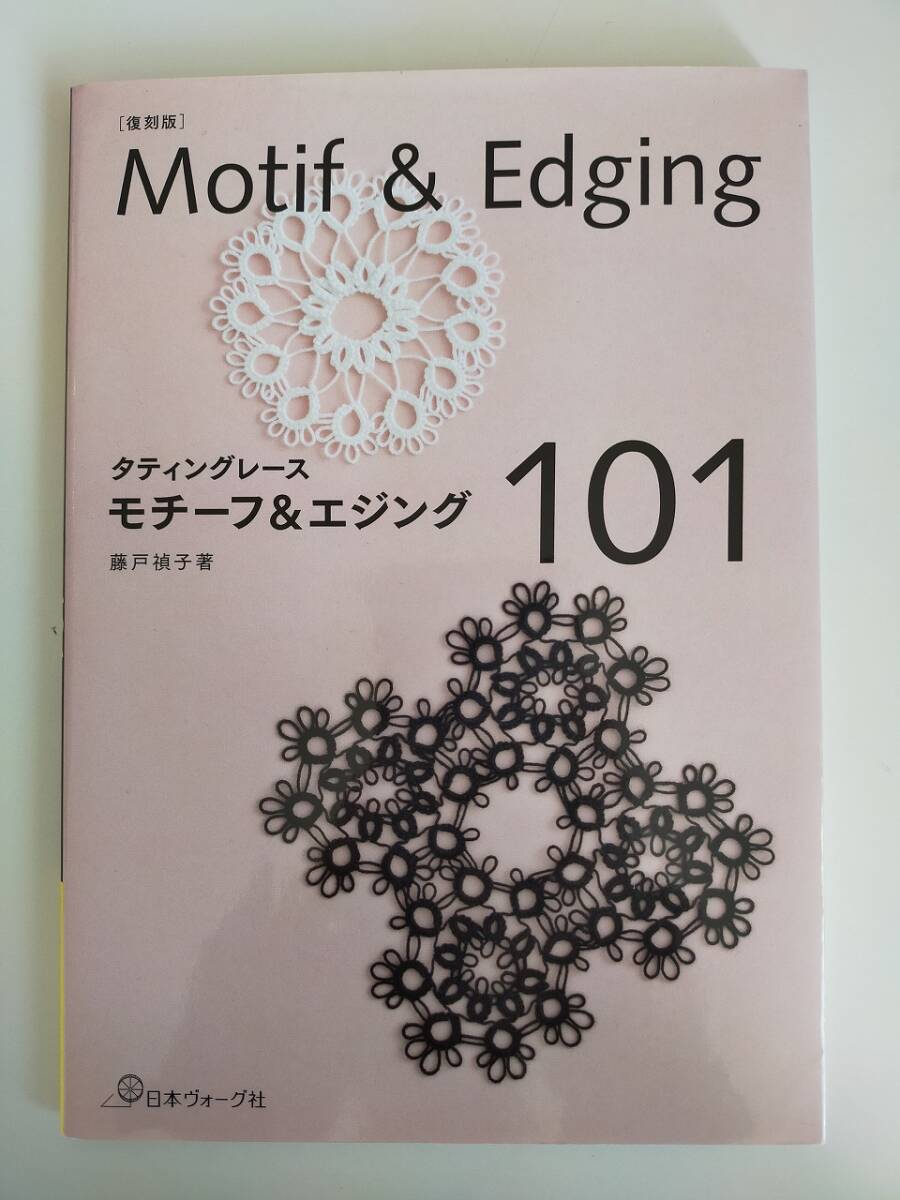 [復刻版]
Motif & Edging
タティングレース
モチーフ&エジング 101
藤戸禎子著
日本ヴォーグ社